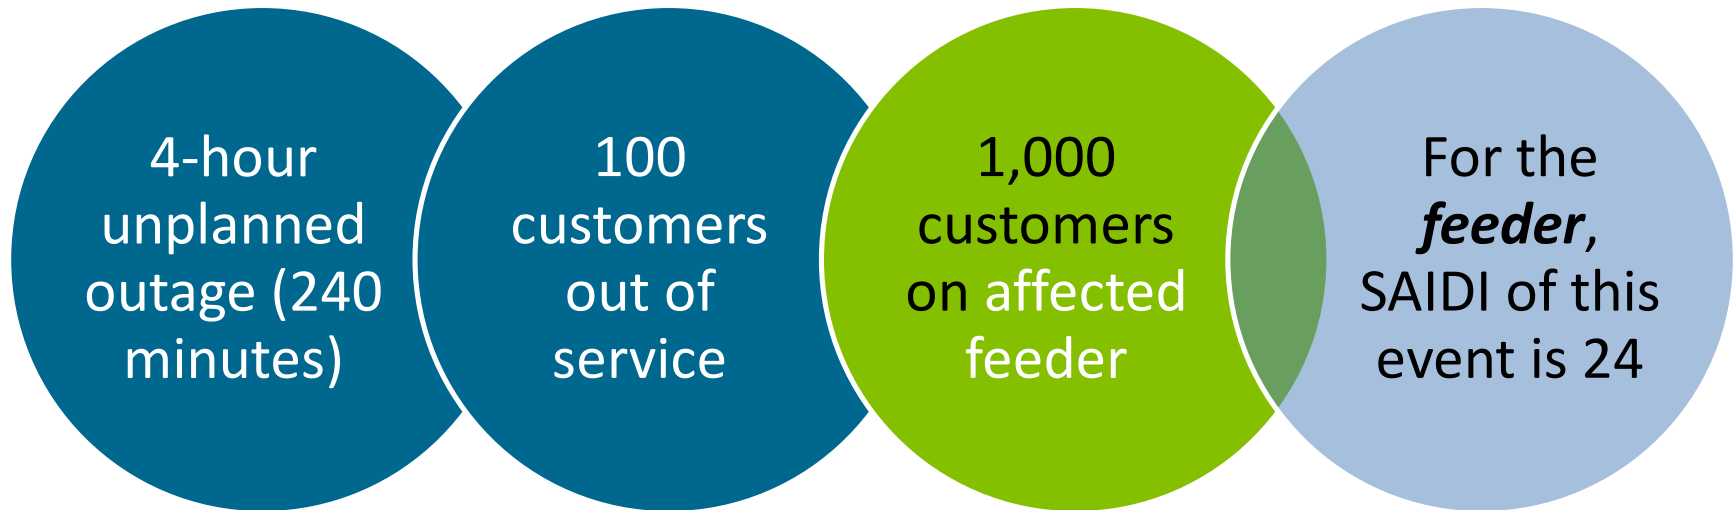 4-hour
unplanned
outage (240
minutes)
100
customers
out of
service
1,000
customers
on affected
feeder
For the
feeder,
SAIDI of this
event is 24